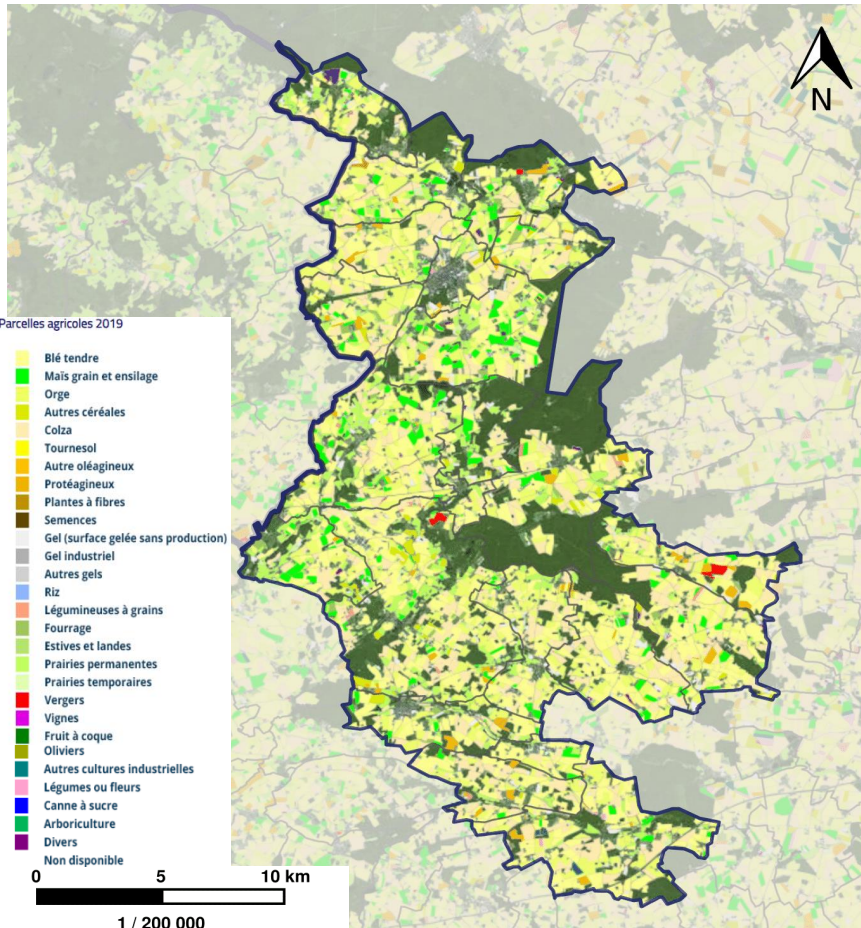 N
Parcelles agricoles 2019
Blé tendre
Maïs grain et ensilage
Orge
Autres céréales
Colza
Tournesol
Autre oléagineux
Protéagineux
Plantes à fibres
Semences
Gel (surface gelée sans production)
Gel industriel
Autres gels
Riz
Légumineuses à grains
Fourrage
Estives et landes
Prairies permanentes
Prairies temporaires
Vergers
Vignes
Fruit à coque
Oliviers
Autres cultures industrielles
Légumes ou fleurs
Canne à sucre
Arboriculture
Divers
Non disponible
0 5 10 km
1 / 200 000